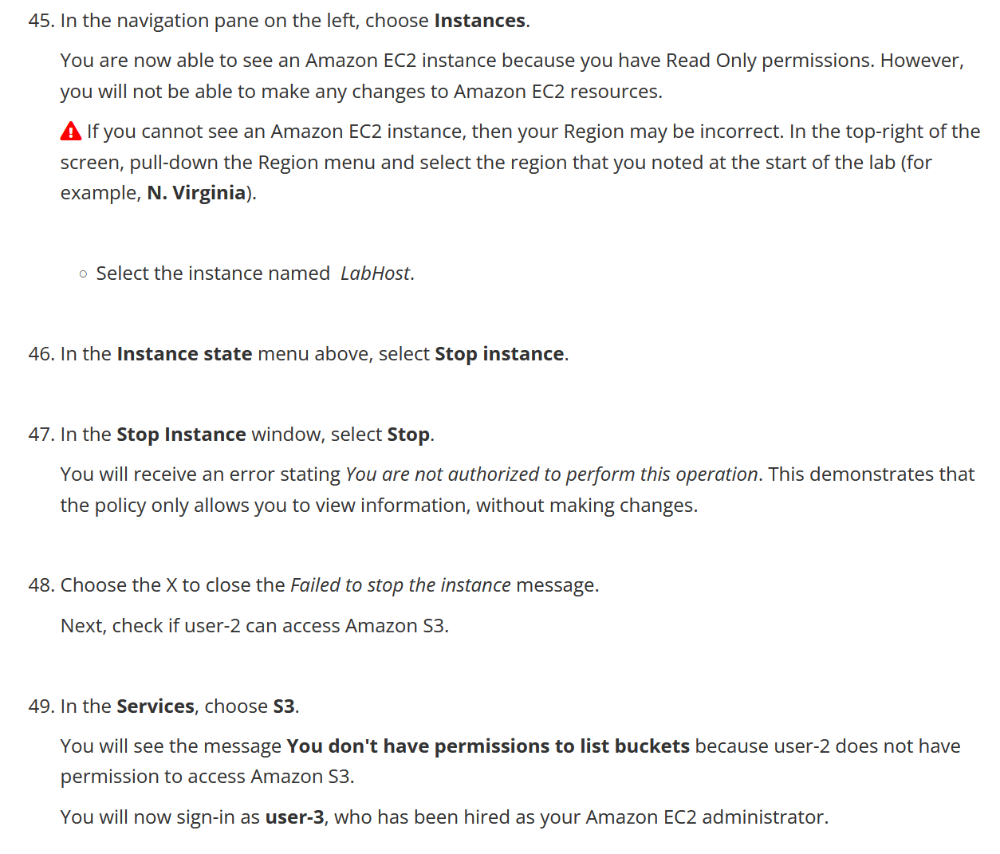 45. In the navigation pane on the left, choose Instances.
You are now able to see an Amazon EC2 instance because you have Read Only permissions. However,
you will not be able to make any changes to Amazon EC2 resources.
If you cannot see an Amazon EC2 instance, then your Region may be incorrect. In the top-right of the
screen, pull-down the Region menu and select the region that you noted at the start of the lab (for
example, N. Virginia).
○ Select the instance named LabHost.
46. In the Instance state menu above, select Stop instance.
47. In the Stop Instance window, select Stop.
You will receive an error stating You are not authorized to perform this operation. This demonstrates that
the policy only allows you to view information, without making changes.
48. Choose the X to close the Failed to stop the instance message.
Next, check if user-2 can access Amazon S3.
49. In the Services, choose S3.
You will see the message You don't have permissions to list buckets because user-2 does not have
permission to access Amazon S3.
You will now sign-in as user-3, who has been hired as your Amazon EC2 administrator.